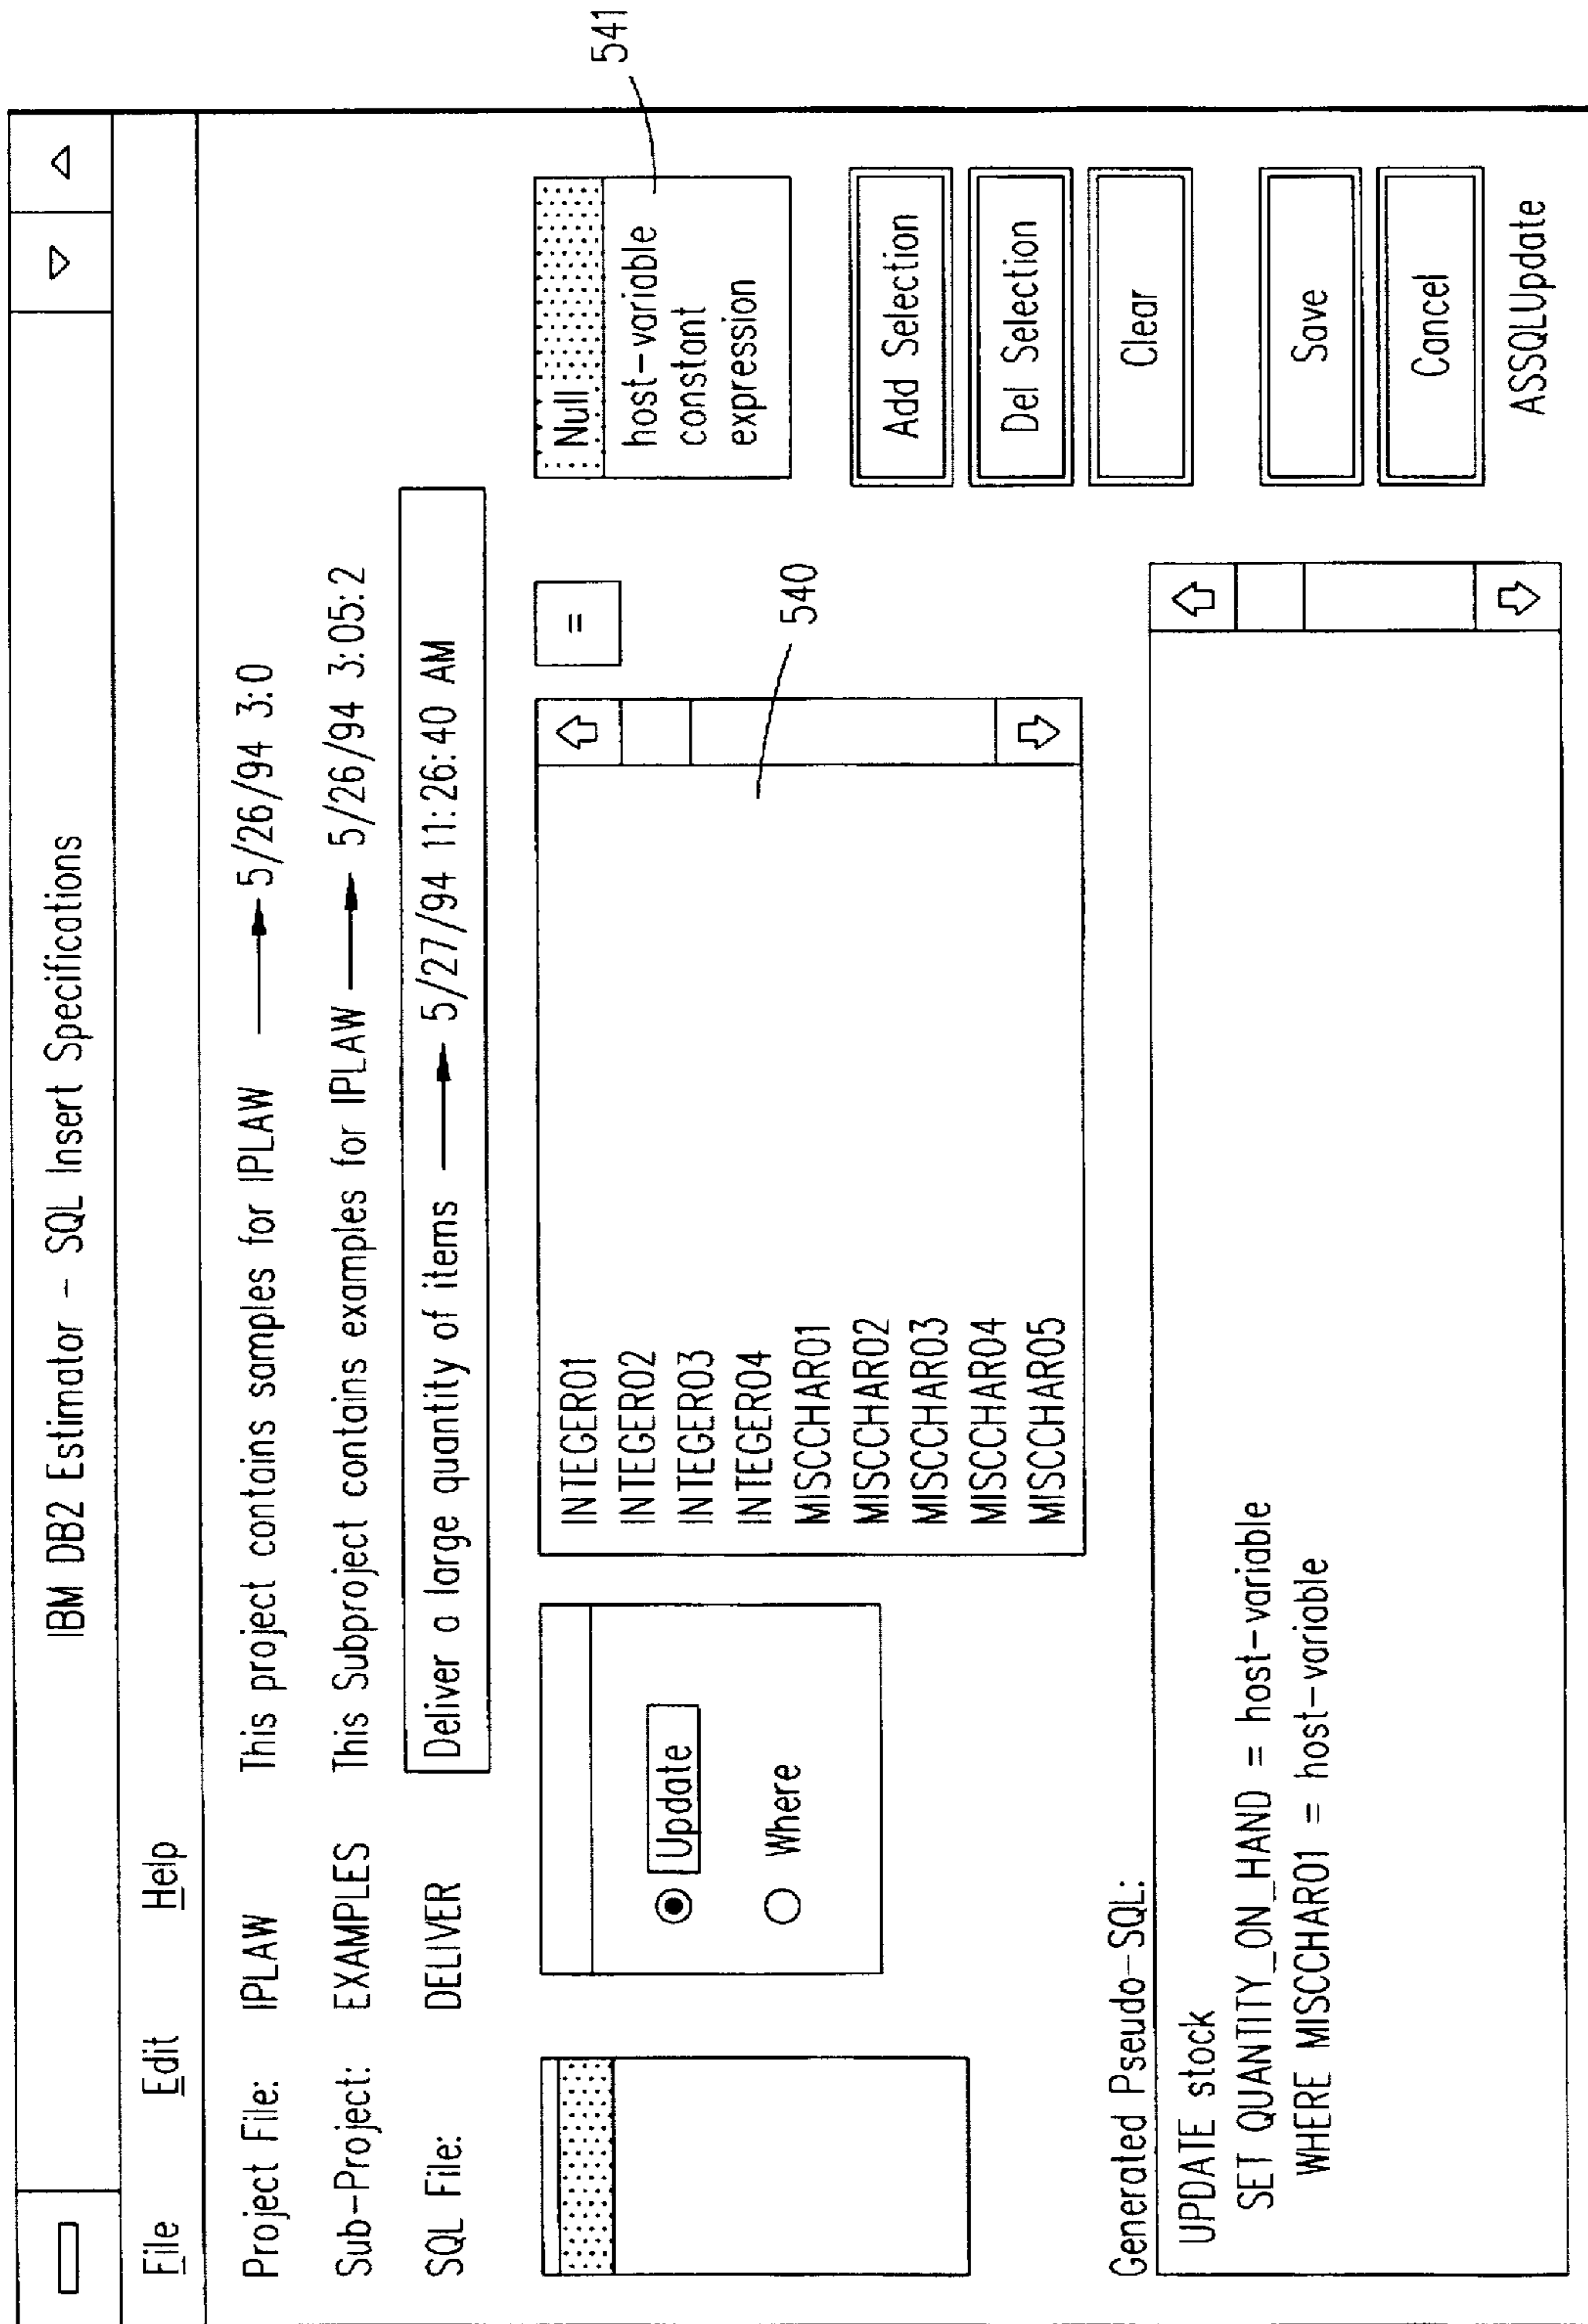 IBM DB2 Estimator – SQL Insert Specifications
File Edit Help
Project File: IPLAW This project contains samples for IPLAW 5/26/94 3:0
Sub-Project: EXAMPLES This Subproject contains examples for IPLAW 5/26/94 3:05:2
SQL File: DELIVER Deliver a large quantity of items 5/27/94 11:26:40 AM
Update
Where
INTEGER01
INTEGER02
INTEGER03
INTEGER04
MISCCHAR01
MISCCHAR02
MISCCHAR03
MISCCHAR04
MISCCHAR05
540
=
Null
host-variable
constant
expression
541
Add Selection
Del Selection
Clear
Save
Cancel
ASSQLUpdate
Generated Pseudo-SQL:
UPDATE stock
SET QUANTITY_ON_HAND = host-variable
WHERE MISCCHAR01 = host-variable